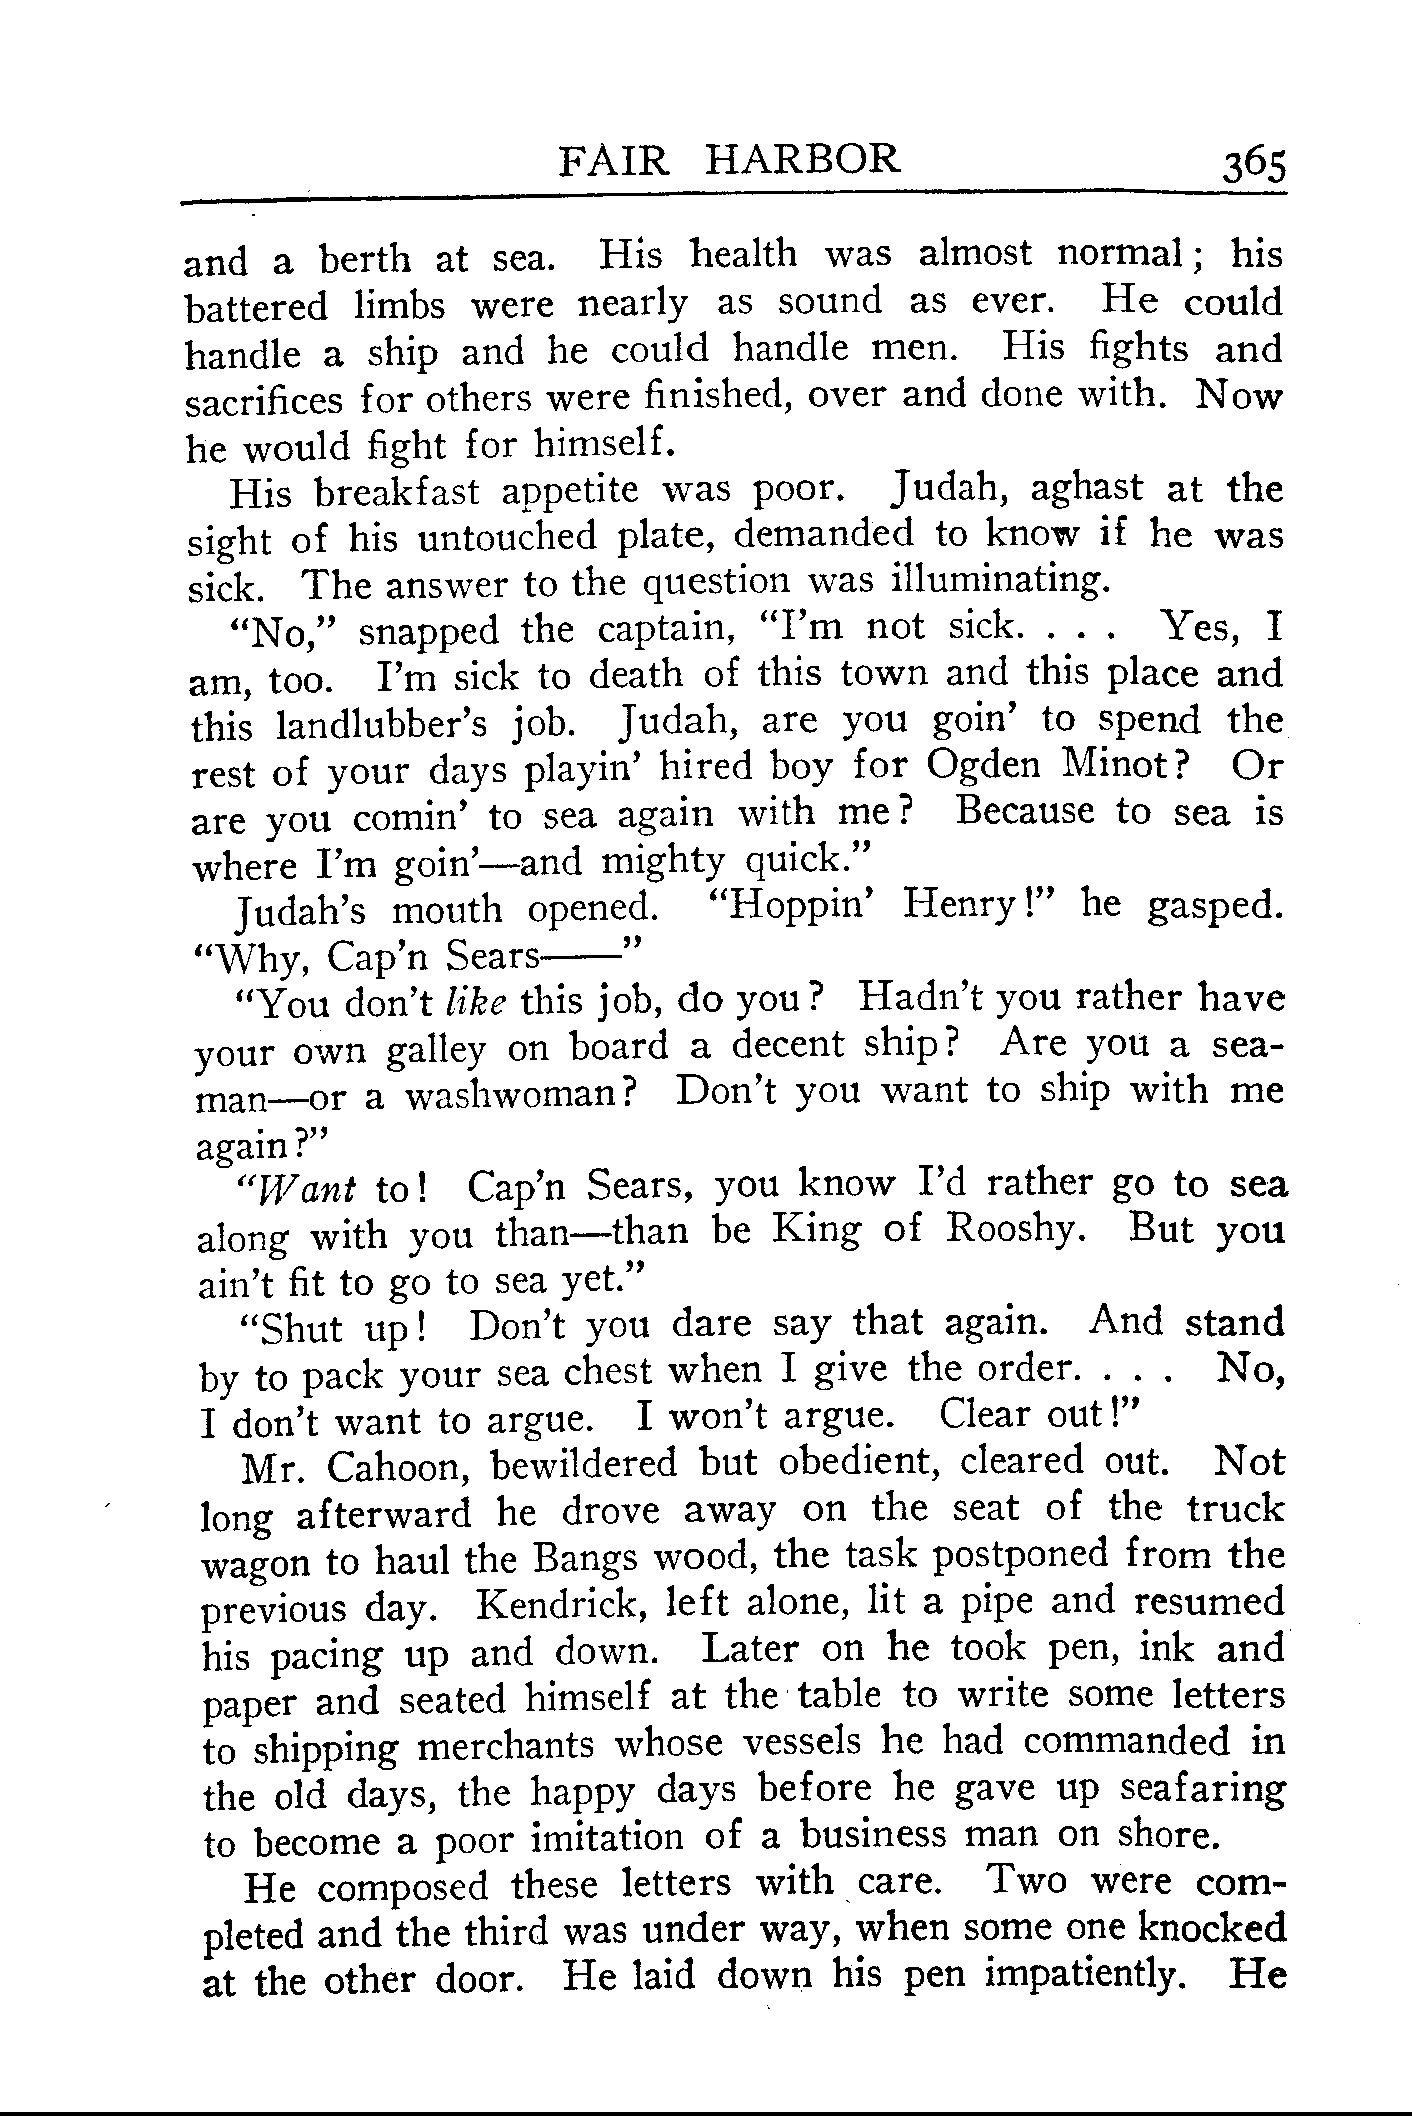 FAIR HARBOR 365
and a berth at sea. His health was almost normal; his
battered limbs were nearly as sound as ever. He could
handle a ship and he could handle men. His fights and
sacrifices for others were finished, over and done with. Now
he would fight for himself.
His breakfast appetite was poor. Judah, aghast at the
sight of his untouched plate, demanded to know if he was
sick. The answer to the question was illuminating.
“No,” snapped the captain, “I’m not sick. . . . Yes, I
am, too. I’m sick to death of this town and this place and
this landlubber’s job. Judah, are you goin’ to spend the
rest of your days playin’ hired boy for Ogden Minot? Or
are you comin’ to sea again with me? Because to sea is
where I’m goin’—and mighty quick.”
Judah’s mouth opened. “Hoppin’ Henry!” he gasped.
“Why, Cap’n Sears——”
“You don’t like this job, do you? Hadn’t you rather have
your own galley on board a decent ship? Are you a sea-
man—or a washwoman? Don’t you want to ship with me
again?”
“Want to! Cap’n Sears, you know I’d rather go to sea
along with you than—than be King of Rooshy. But you
ain’t fit to go to sea yet.”
“Shut up! Don’t you dare say that again. And stand
by to pack your sea chest when I give the order. . . . No,
I don’t want to argue. I won’t argue. Clear out!”
Mr. Cahoon, bewildered but obedient, cleared out. Not
long afterward he drove away on the seat of the truck
wagon to haul the Bangs wood, the task postponed from the
previous day. Kendrick, left alone, lit a pipe and resumed
his pacing up and down. Later on he took pen, ink and
paper and seated himself at the table to write some letters
to shipping merchants whose vessels he had commanded in
the old days, the happy days before he gave up seafaring
to become a poor imitation of a business man on shore.
He composed these letters with care. Two were com-
pleted and the third was under way, when some one knocked
at the other door. He laid down his pen impatiently. He